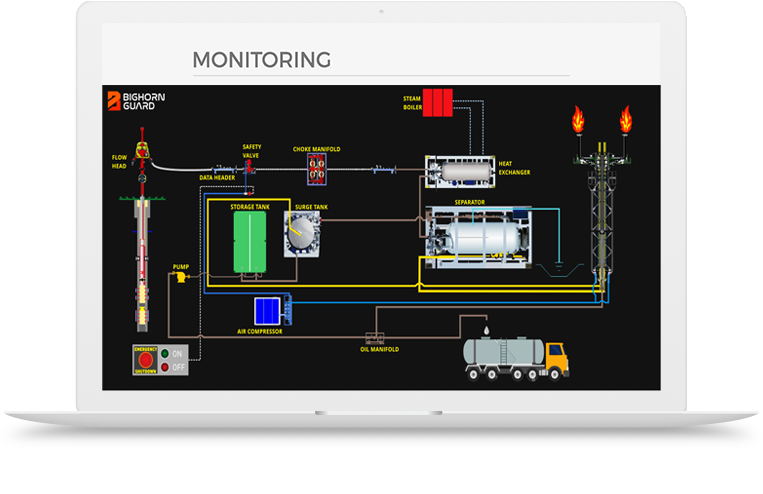 MONITORING
BIGHORN
GUARD
STEAM
BOILER
FLOW
HEAD
SAFETY
VALVE
CHOKE MANIFOLD
DATA HEADER
HEAT
EXCHANGER
STORAGE TANK
SURGE TANK
SEPARATOR
PUMP
AIR COMPRESSOR
OIL MANIFOLD
EMERGENCY
SHUTDOWN
ON
OFF